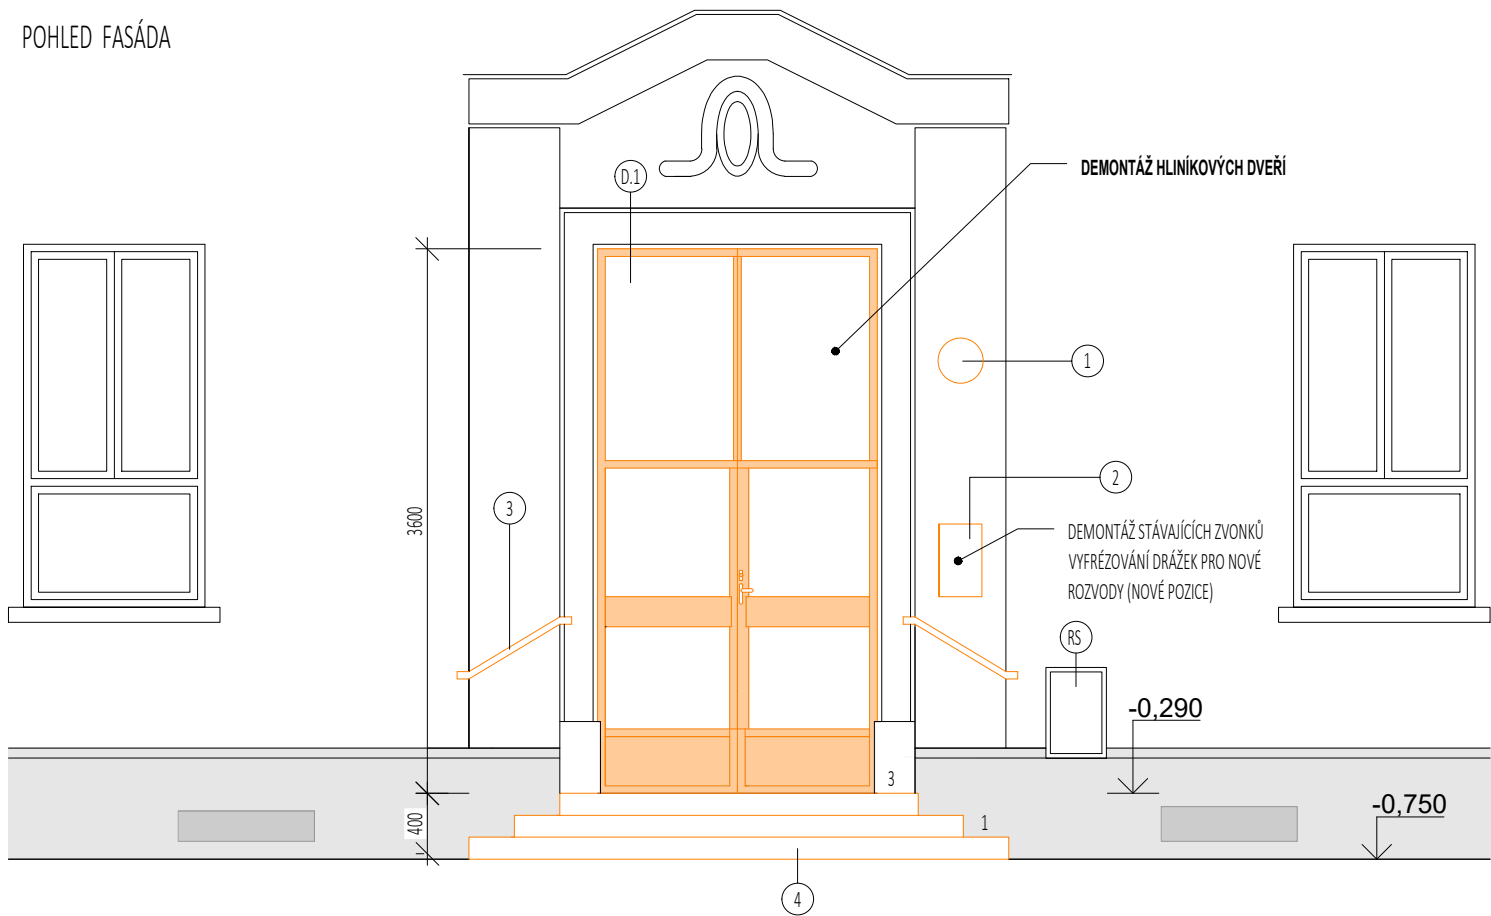 POHLED FASÁDA
D.1
DEMONTÁŽ HLINÍKOVÝCH DVEŘÍ
1
2
3
3600
DEMONTÁŽ STÁVAJÍCÍCH ZVONKŮ
VYFRÉZOVÁNÍ DRÁŽEK PRO NOVÉ
ROZVODY (NOVÉ POZICE)
RS
-0,290
3
400
1
-0,750
4